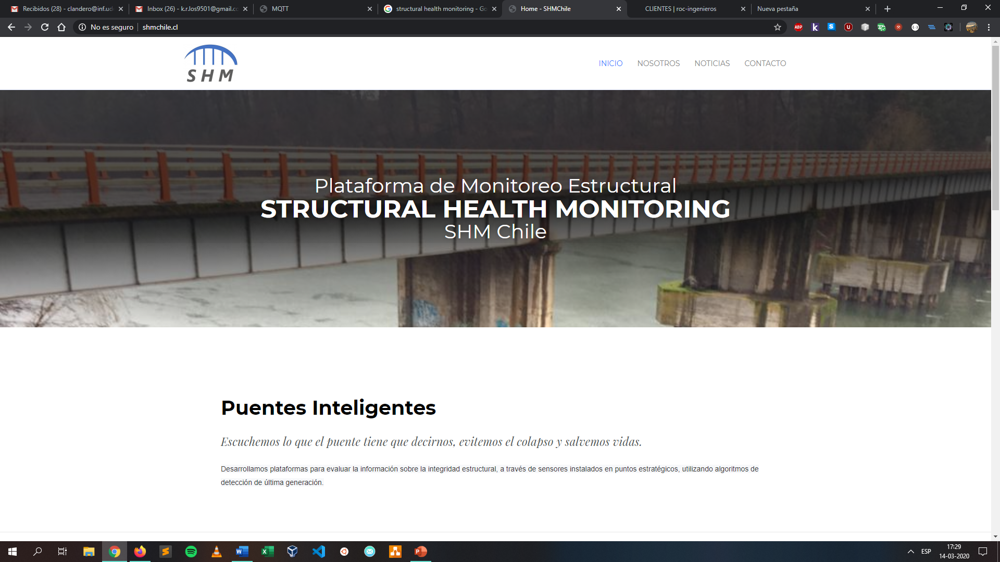 Recibidos (28) - clandero@inf.ud
Inbox (26) - k.r.los9501@gmail.co
MQTT
structural health monitoring - Go
Home - SHMChile
CLIENTES | roc-ingenieros
Nueva pestaña
No es seguro
shmchile.cl
ABP
SHM
INICIO
NOSOTROS
NOTICIAS
CONTACTO
Plataforma de Monitoreo Estructural
STRUCTURAL HEALTH MONITORING
SHM Chile
Puentes Inteligentes
Escuchemos lo que el puente tiene que decirnos, evitemos el colapso y salvemos vidas.
Desarrollamos plataformas para evaluar la información sobre la integridad estructural, a través de sensores instalados en puntos estratégicos, utilizando algoritmos de
detección de última generación.
ESP
17:29
14-03-2020